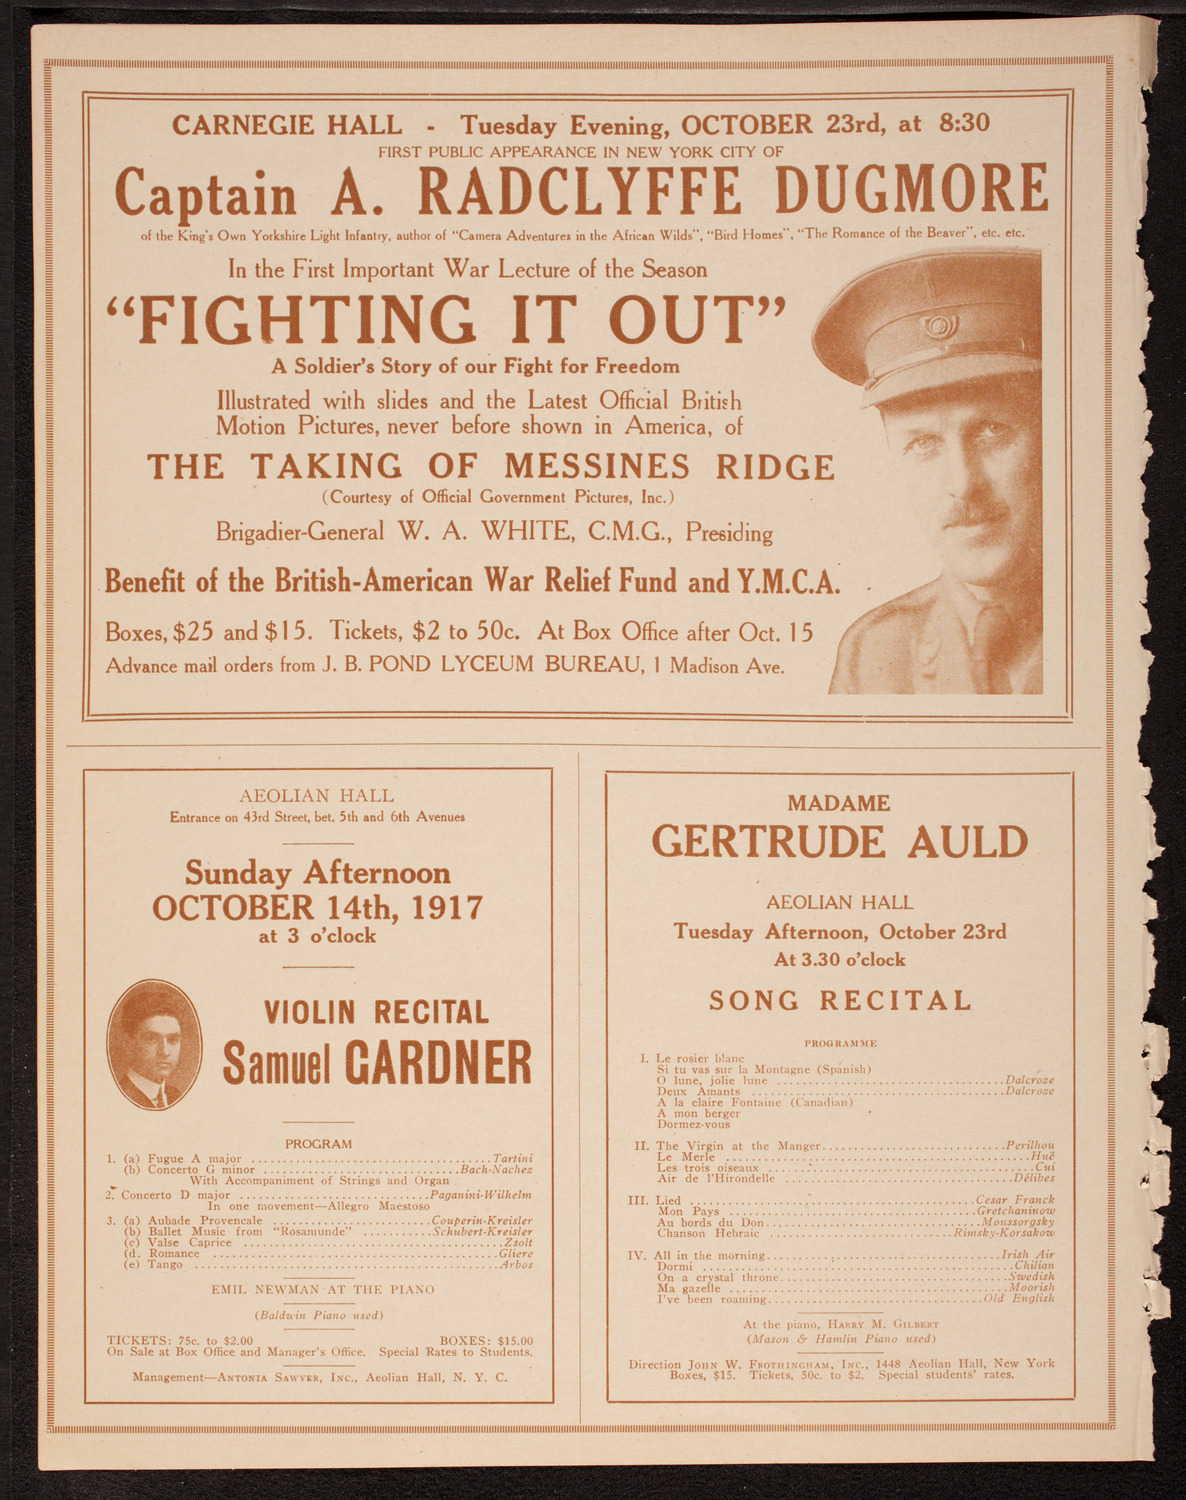 CARNEGIE HALL - Tuesday Evening, OCTOBER 23rd, at 8:30
FIRST PUBLIC APPEARANCE IN NEW YORK CITY OF
Captain A. RADCLYFFE DUGMORE
of the King's Own Yorkshire Light Infantry, author of "Camera Adventures in the African Wilds", "Bird Homes", "The Romance of the Beaver", etc. etc.
In the First Important War Lecture of the Season
"FIGHTING IT OUT"
A Soldier's Story of our Fight for Freedom
Illustrated with slides and the Latest Official British
Motion Pictures, never before shown in America, of
THE TAKING OF MESSINES RIDGE
(Courtesy of Official Government Pictures, Inc.)
Brigadier-General W. A. WHITE, C.M.G., Presiding
Benefit of the British-American War Relief Fund and Y.M.C.A.
Boxes, $25 and $15. Tickets, $2 to 50c. At Box Office after Oct. 15
Advance mail orders from J. B. POND LYCEUM BUREAU, 1 Madison Ave.
AEOLIAN HALL
Entrance on 43rd Street, bet. 5th and 6th Avenues
Sunday Afternoon
OCTOBER 14th, 1917
at 3 o'clock
VIOLIN RECITAL
Samuel GARDNER
PROGRAM
1. (a) Fugue A major ........ Tartini
(b) Concerto G minor ........ Bach-Nachez
With Accompaniment of Strings and Organ
2. Concerto D major ........ Paganini-Wilhelm
In one movement—Allegro Maestoso
3. (a) Aubade Provencale ........ Couperin-Kreisler
(b) Ballet Music from "Rosamunde" ........ Schubert-Kreisler
(c) Valse Caprice ........ Zsolt
(d. Romance ........ Gliere
(e) Tango ........ Arbos
EMIL NEWMAN AT THE PIANO
(Baldwin Piano used)
TICKETS: 75c. to $2.00 BOXES: $15.00
On Sale at Box Office and Manager's Office. Special Rates to Students.
Management—ANTONIA SAWYER, INC., Aeolian Hall, N. Y. C.
MADAME
GERTRUDE AULD
AEOLIAN HALL
Tuesday Afternoon, October 23rd
At 3.30 o'clock
SONG RECITAL
PROGRAMME
I. Le rosier blanc
Si tu vas sur la Montagne (Spanish)
O lune, jolie lune ........ Dalcroze
Deux Amants ........ Dalcroze
A la claire Fontaine (Canadian)
A mon berger
Dormez-vous
II. The Virgin at the Manger ........ Perilhou
Le Merle ........ Huë
Les trois oiseaux ........ Cui
Air de l'Hirondelle ........ Délibes
III. Lied ........ Cesar Franck
Mon Pays ........ Gretchaninow
Au bords du Don ........ Moussorgsky
Chanson Hebraic ........ Rimsky-Korsakow
IV. All in the morning ........ Irish Air
Dormi ........ Chilian
On a crystal throne ........ Swedish
Ma gazelle ........ Moorish
I've been roaming ........ Old English
At the piano, HARRY M. GILBERT
(Mason & Hamlin Piano used)
Direction JOHN W. FROTHINGHAM, INC., 1448 Aeolian Hall, New York
Boxes, $15. Tickets, 50c. to $2. Special students' rates.